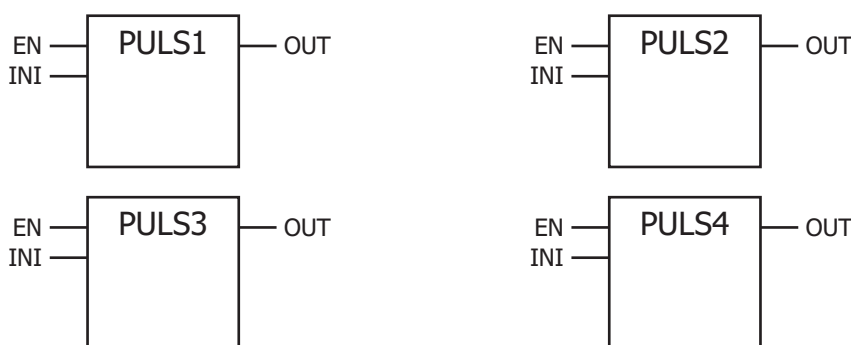 EN PULS1 OUT EN PULS2 OUT
INI INI
EN PULS3 OUT EN PULS4 OUT
INI INI